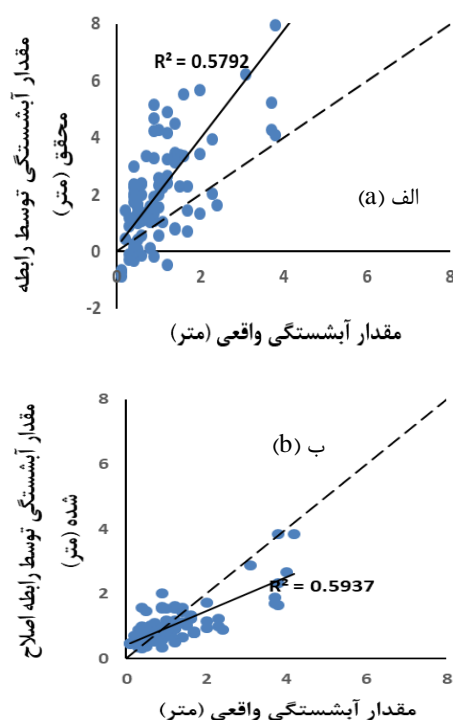 8
6
4
2
0
-2
0 2 4 6 8
R² = 0.5792
الف (a)
مقدار آبشستگی توسط رابطه
محقق (متر)
مقدار آبشستگی واقعی (متر)
8
6
4
2
0
0 2 4 6 8
ب (b)
R² = 0.5937
مقدار آبشستگی توسط رابطه اصلاح
شده (متر)
مقدار آبشستگی واقعی (متر)